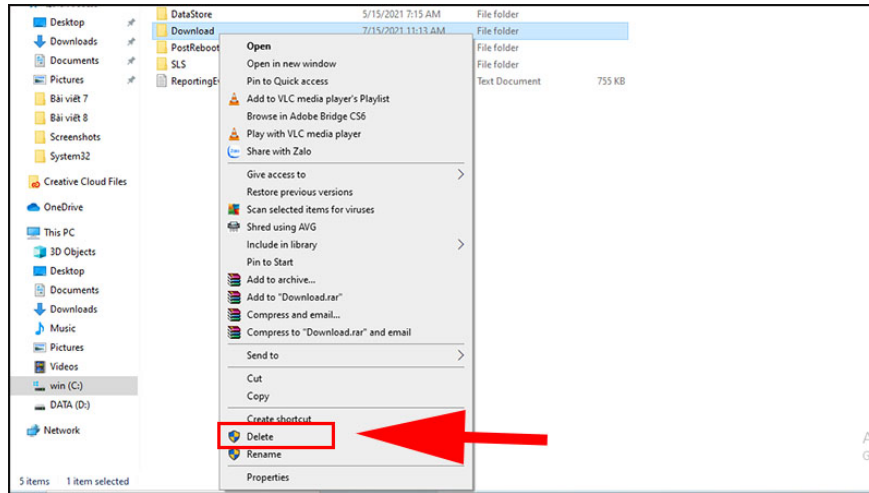 Desktop
Downloads
Documents
Pictures
Bài viết 7
Bài viết 8
Screenshots
System32
Creative Cloud Files
OneDrive
This PC
3D Objects
Desktop
Documents
Downloads
Music
Pictures
Videos
win (C:)
DATA (D:)
Network
DataStore 5/15/2021 7:15 AM File folder
Download 7/15/2021 11:13 AM File folder
PostReboot File folder
SLS File folder
Text Document 755 KB
Open
Open in new window
Pin to Quick access
Add to VLC media player's Playlist
Browse in Adobe Bridge CS6
Play with VLC media player
Share with Zalo
Give access to
Restore previous versions
Scan selected items for viruses
Shred using AVG
Include in library
Pin to Start
Add to archive...
Add to "Download.rar"
Compress and email...
Compress to "Download.rar" and email
Send to
Cut
Copy
Create shortcut
Delete
Rename
Properties
5 items 1 item selected